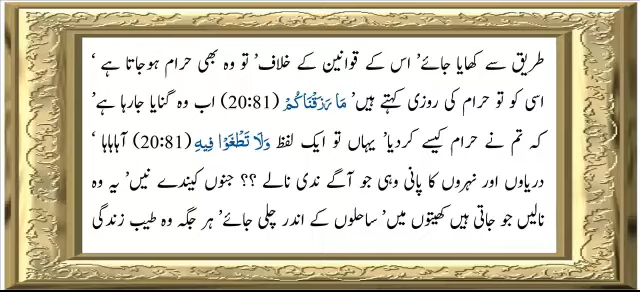 طریق سے کھایا جائے' اس کے قوانین کے خلاف' تو وہ بھی حرام ہوجاتا ہے '
اسی کو تو حرام کی روزی کہتے ہیں' مَا رَزَقْنَاكُمْ (20:81) اب وہ گنایا جارہا ہے'
کہ تم نے حرام کیسے کردیا' یہاں تو ایک لفظ وَلَا تَطْغَوْا فِيهِ (20:81) آہاہاہا '
دریاوں اور نہروں کا پانی وہی جو آگے ندی نالے ؟؟ جنوں کیندے نیں' یہ وہ
نالیں جو جاتی ہیں کھیتوں میں' ساحلوں کے اندر چلی جائے' ہر جگہ وہ طیب زندگی